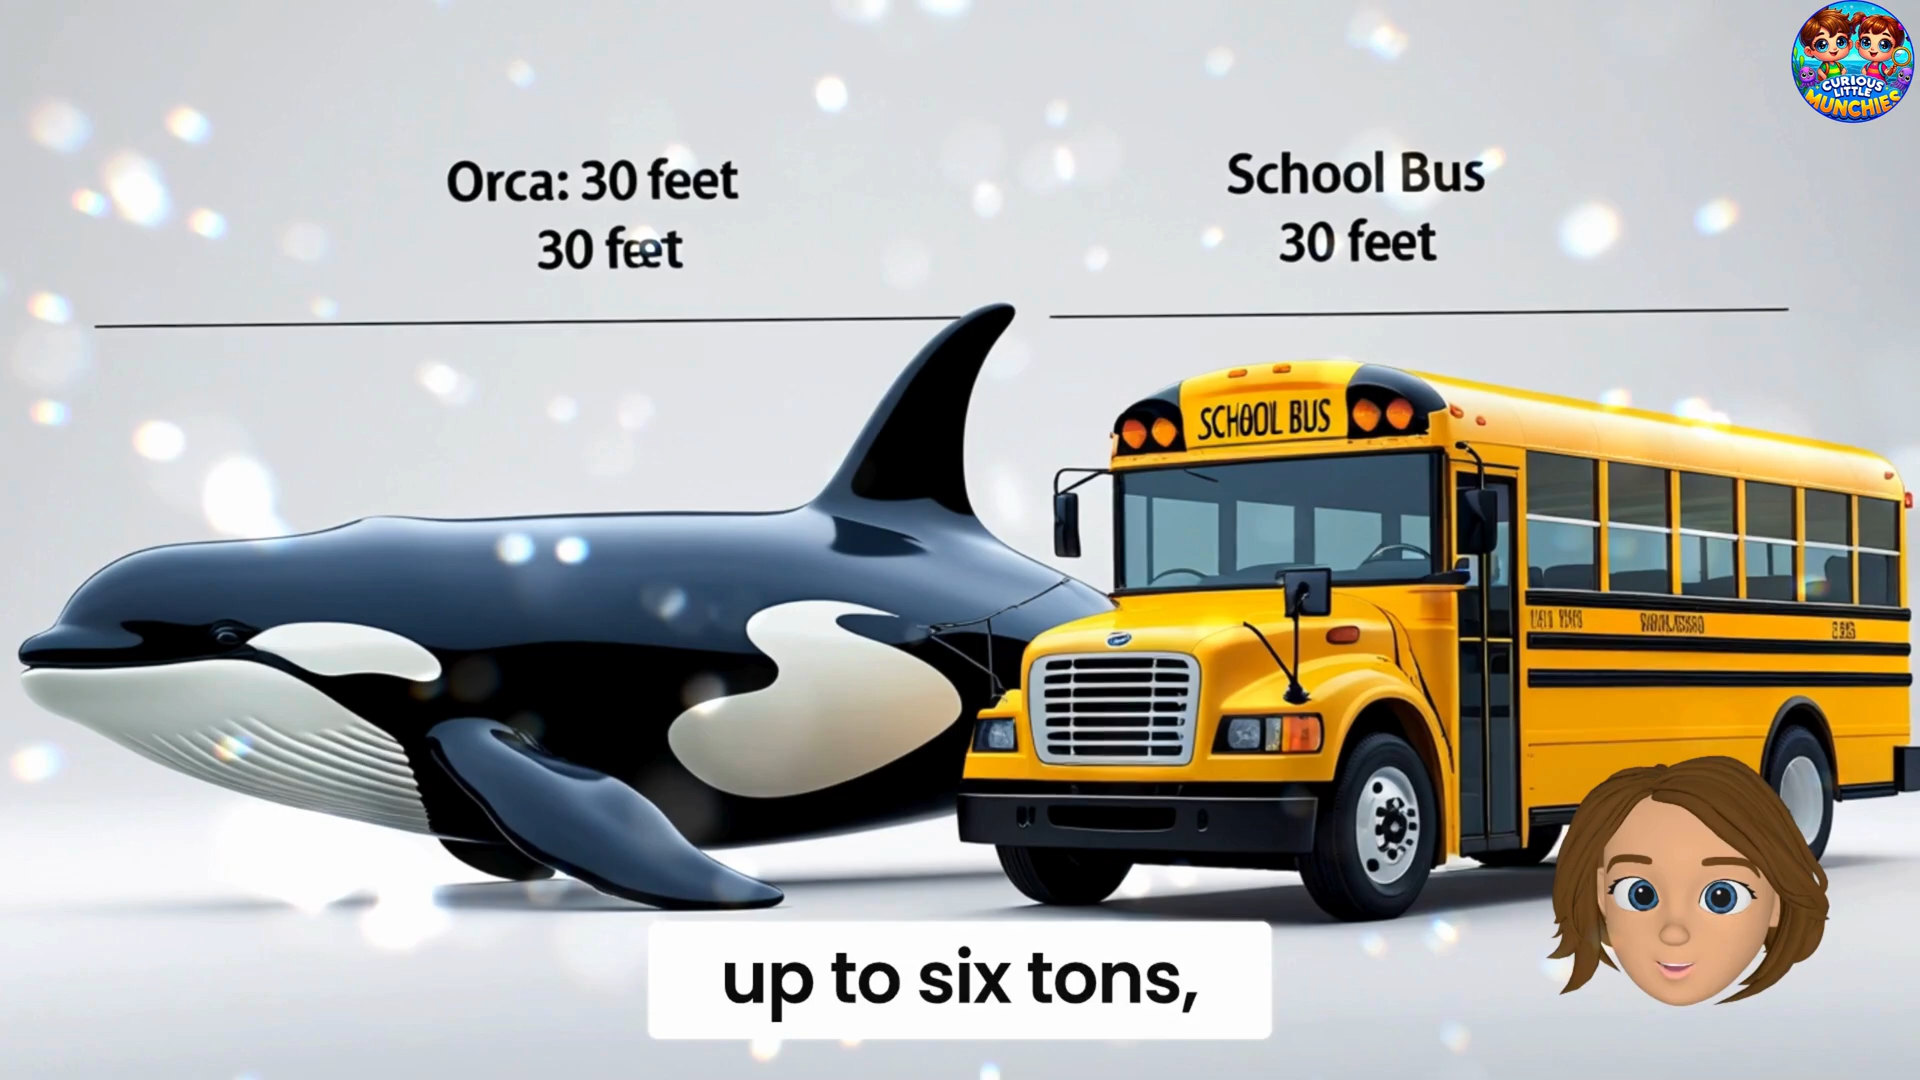 CURIOUS
LITTLE
MUNCHIES
Orca: 30 feet
30 feet
School Bus
30 feet
SCHOOL BUS
up to six tons,